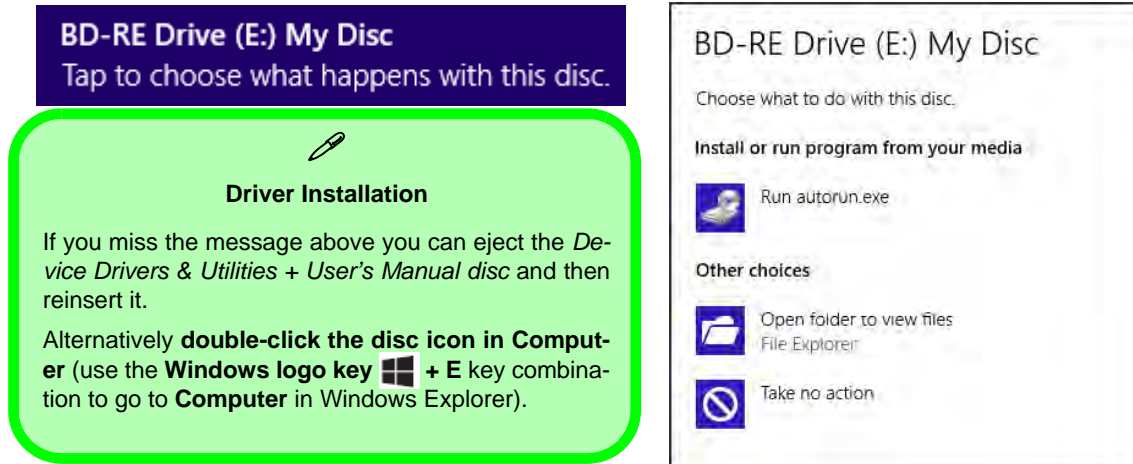 BD-RE Drive (E:) My Disc
Tap to choose what happens with this disc.
Driver Installation
If you miss the message above you can eject the De-
vice Drivers & Utilities + User's Manual disc and then
reinsert it.
Alternatively double-click the disc icon in Comput-
er (use the Windows logo key + E key combina-
tion to go to Computer in Windows Explorer).
BD-RE Drive (E:) My Disc
Choose what to do with this disc.
Install or run program from your media
Run autorun.exe
Other choices
Open folder to view files
File Explorer
Take no action